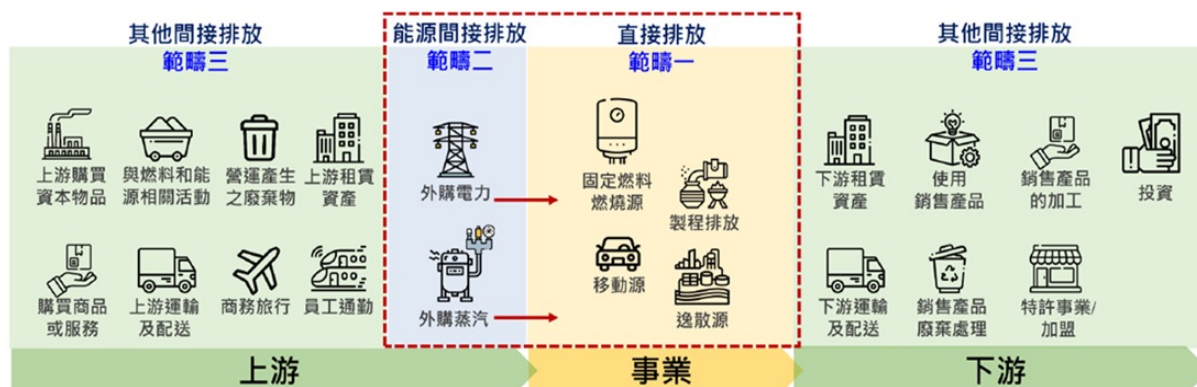 其他間接排放
範疇三
能源間接排放
範疇二
直接排放
範疇一
其他間接排放
範疇三
上游購買
資本物品
與燃料和能
源相關活動
營運產生
之廢棄物
上游租賃
資產
購買商品
或服務
上游運輸
及配送
商務旅行
員工通勤
外購電力
外購蒸汽
固定燃料
燃燒源
製程排放
移動源
逸散源
下游租賃
資產
使用
銷售產品
銷售產品
的加工
投資
下游運輸
及配送
銷售產品
廢棄處理
特許事業/
加盟
上游
事業
下游